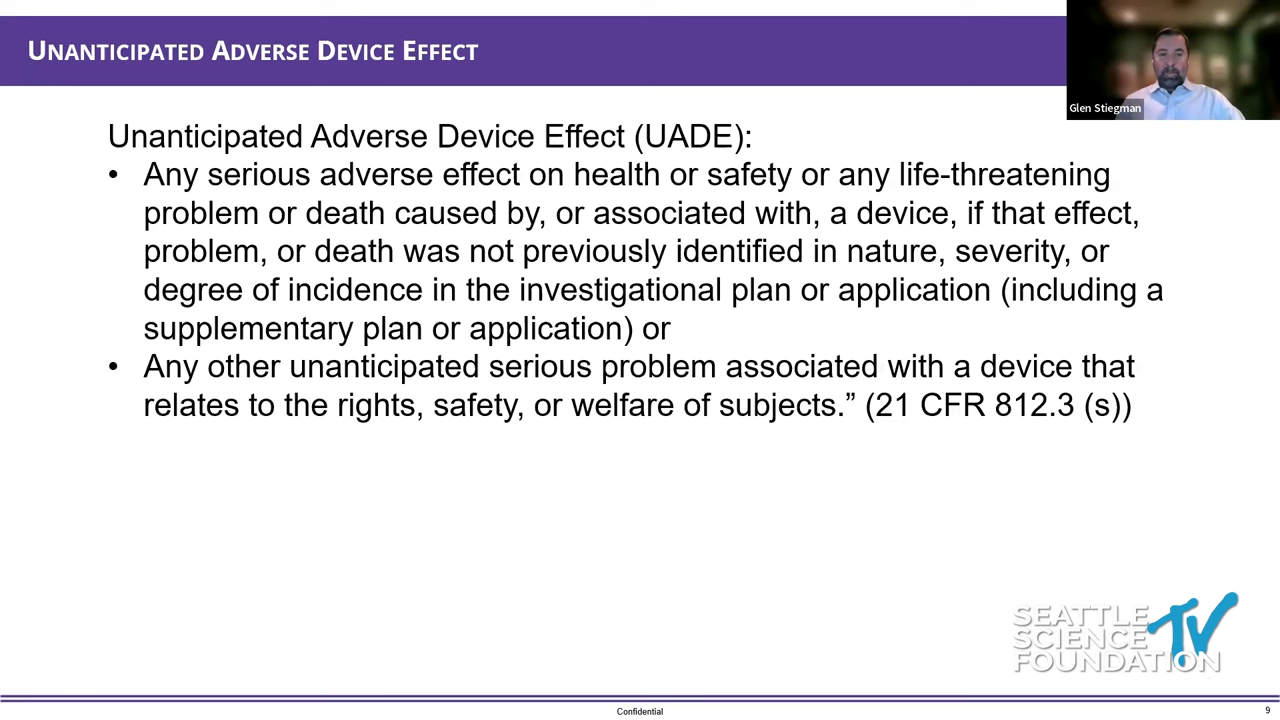 UNANTICIPATED ADVERSE DEVICE EFFECT
Glen Stiegman
Unanticipated Adverse Device Effect (UADE):
• Any serious adverse effect on health or safety or any life-threatening
problem or death caused by, or associated with, a device, if that effect,
problem, or death was not previously identified in nature, severity, or
degree of incidence in the investigational plan or application (including a
supplementary plan or application) or
• Any other unanticipated serious problem associated with a device that
relates to the rights, safety, or welfare of subjects.” (21 CFR 812.3 (s))
SEATTLE
SCIENCE
FOUNDATION
TV
Confidential
9